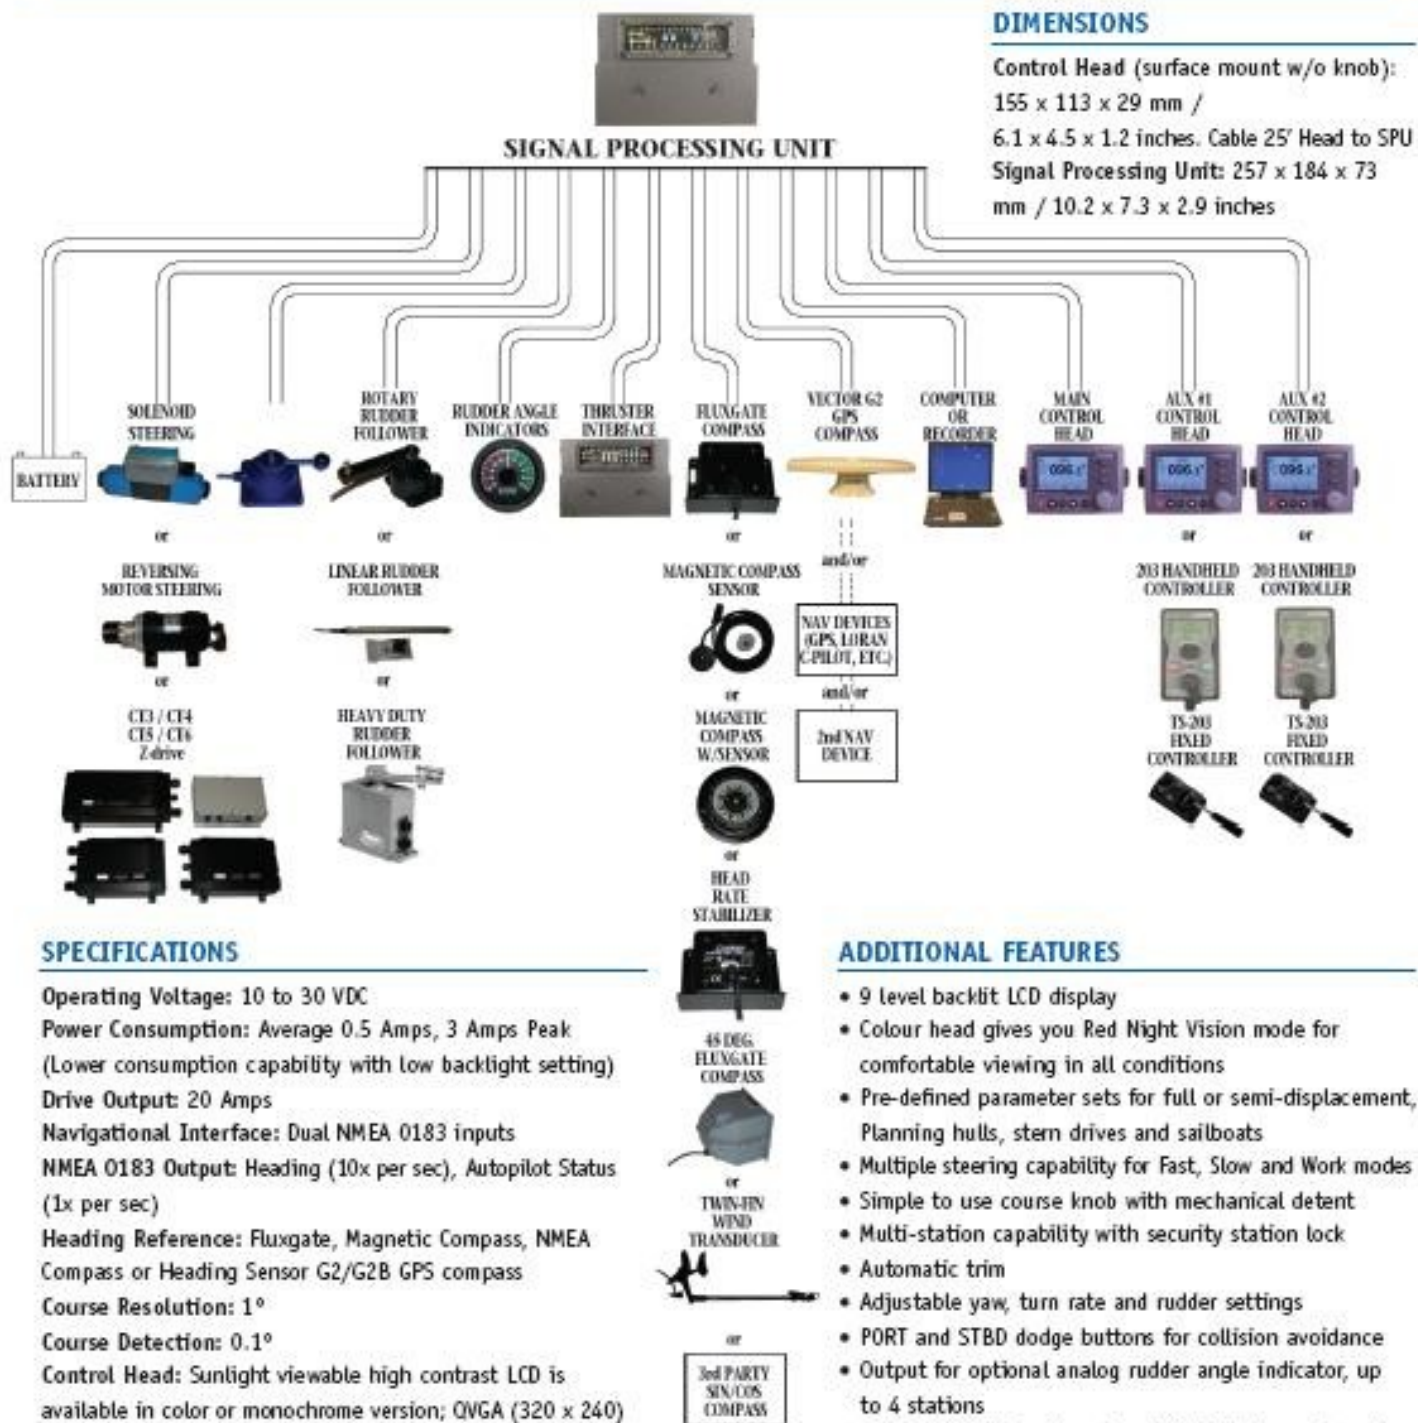 DIMENSIONS
Control Head (surface mount w/o knob):
155 x 113 x 29 mm /
6.1 x 4.5 x 1.2 inches. Cable 25' Head to SPU
Signal Processing Unit: 257 x 184 x 73
mm / 10.2 x 7.3 x 2.9 inches
SIGNAL PROCESSING UNIT
BATTERY
SOLENOID
STEERING
or
REVERSING
MOTOR STEERING
or
CT3 / CT4
CT5 / CT6
Z-drive
ROTARY
RUDDER
FOLLOWER
or
LINEAR RUDDER
FOLLOWER
or
HEAVY DUTY
RUDDER
FOLLOWER
RUDDER ANGLE
INDICATORS
THRUSTER
INTERFACE
FLUXGATE
COMPASS
or
MAGNETIC COMPASS
SENSOR
or
MAGNETIC
COMPASS
W/SENSOR
or
HEAD
RATE
STABILIZER
45 DEG.
FLUXGATE
COMPASS
or
TWIN-FIN
WIND
TRANSDUCER
or
3rd PARTY
SIN/COS
COMPASS
VECTOR G2
GPS
COMPASS
and/or
NAV DEVICES
(GPS, LORAN
C-PILOT, ETC.)
and/or
2nd NAV
DEVICE
COMPUTER
OR
RECORDER
MAIN
CONTROL
HEAD
096.1°
AUX #1
CONTROL
HEAD
096.1°
or
203 HANDHELD
CONTROLLER
TS-203
FIXED
CONTROLLER
AUX #2
CONTROL
HEAD
096.1°
or
203 HANDHELD
CONTROLLER
TS-203
FIXED
CONTROLLER
SPECIFICATIONS
Operating Voltage: 10 to 30 VDC
Power Consumption: Average 0.5 Amps, 3 Amps Peak
(Lower consumption capability with low backlight setting)
Drive Output: 20 Amps
Navigational Interface: Dual NMEA 0183 inputs
NMEA 0183 Output: Heading (10x per sec), Autopilot Status
(1x per sec)
Heading Reference: Fluxgate, Magnetic Compass, NMEA
Compass or Heading Sensor G2/G2B GPS compass
Course Resolution: 1°
Course Detection: 0.1°
Control Head: Sunlight viewable high contrast LCD is
available in color or monochrome version; QVGA (320 x 240)
ADDITIONAL FEATURES
• 9 level backlit LCD display
• Colour head gives you Red Night Vision mode for
comfortable viewing in all conditions
• Pre-defined parameter sets for full or semi-displacement,
Planning hulls, stern drives and sailboats
• Multiple steering capability for Fast, Slow and Work modes
• Simple to use course knob with mechanical detent
• Multi-station capability with security station lock
• Automatic trim
• Adjustable yaw, turn rate and rudder settings
• PORT and STBD dodge buttons for collision avoidance
• Output for optional analog rudder angle indicator, up
to 4 stations